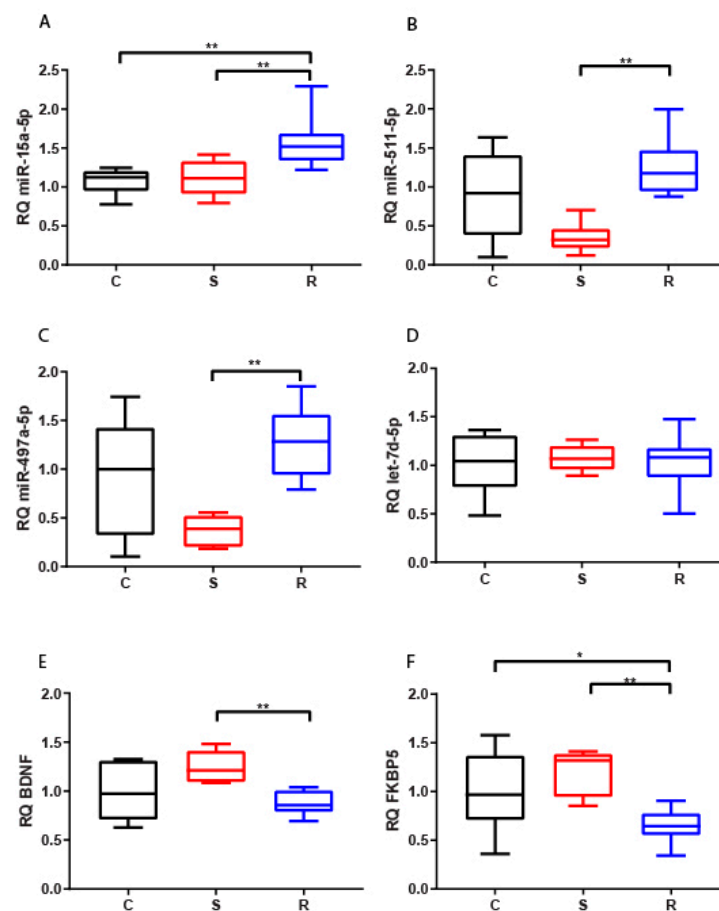 A
**
**
RQ miR-15a-5p
2.5
2.0
1.5
1.0
0.5
0.0
C S R
B
**
RQ miR-511-5p
2.5
2.0
1.5
1.0
0.5
0.0
C S R
C
**
RQ miR-497a-5p
2.0
1.5
1.0
0.5
0.0
C S R
D
RQ let-7d-5p
2.0
1.5
1.0
0.5
0.0
C S R
E
**
RQ BDNF
2.0
1.5
1.0
0.5
0.0
C S R
F
*
**
RQ FKBP5
2.0
1.5
1.0
0.5
0.0
C S R